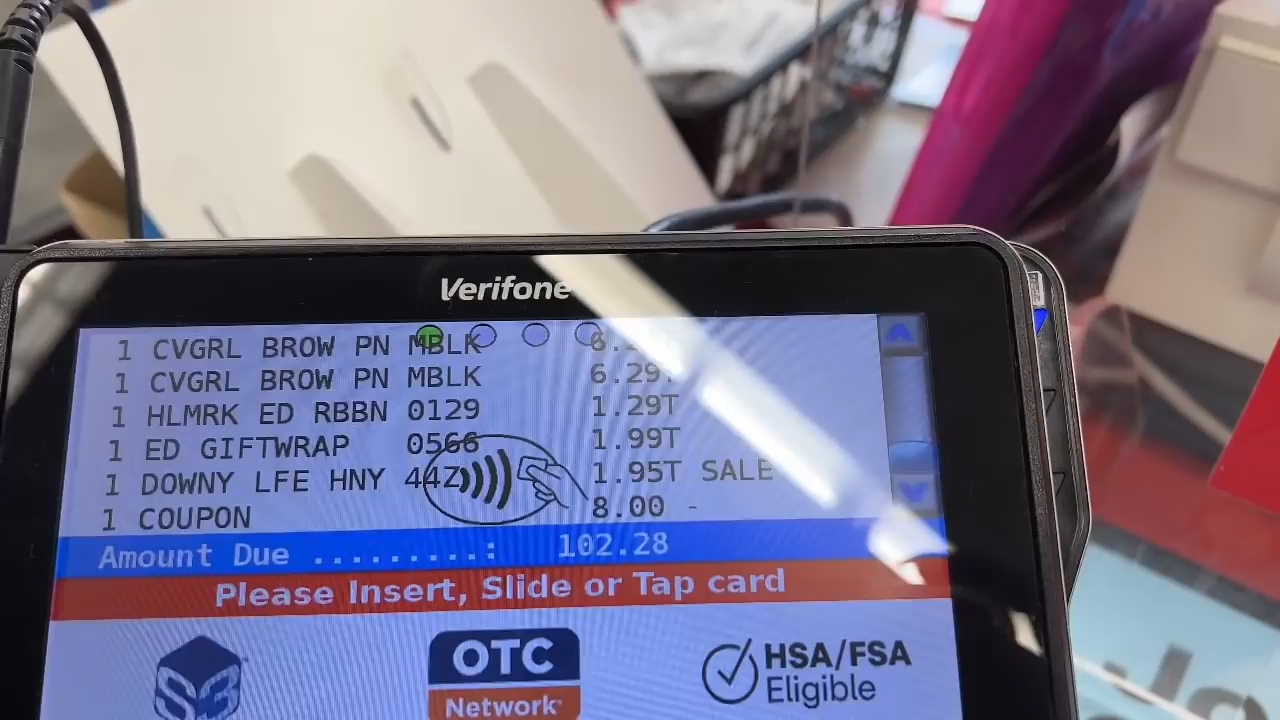 Verifone
1 CVGRL BROW PN MBLK
1 CVGRL BROW PN MBLK 6.29T
1 HLMRK ED RBBN 0129 1.29T
1 ED GIFTWRAP 0566 1.99T
1 DOWNY LFE HNY 44Z 1.95T SALE
1 COUPON 8.00 -
Amount Due .........: 102.28
Please Insert, Slide or Tap card
S3
OTC
Network
HSA/FSA
Eligible